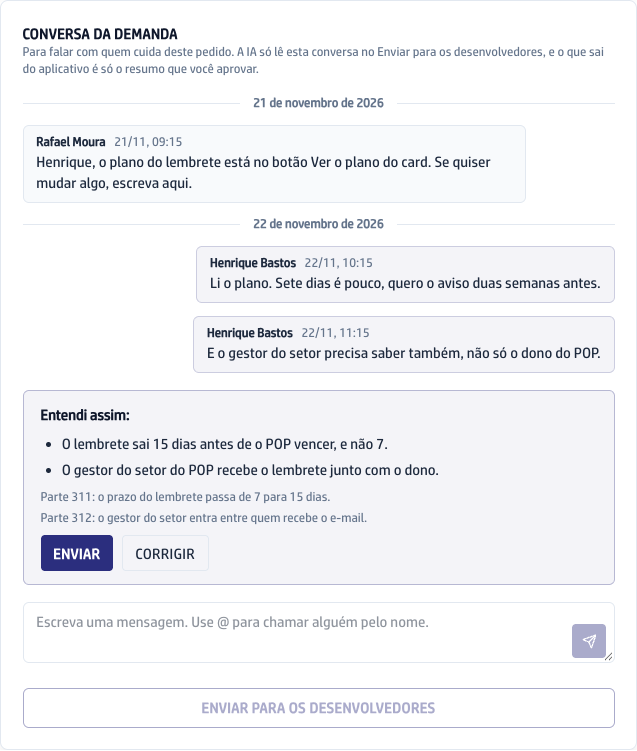 CONVERSA DA DEMANDA
Para falar com quem cuida deste pedido. A IA só lê esta conversa no Enviar para os desenvolvedores, e o que sai
do aplicativo é só o resumo que você aprovar.
21 de novembro de 2026
Rafael Moura 21/11, 09:15
Henrique, o plano do lembrete está no botão Ver o plano do card. Se quiser
mudar algo, escreva aqui.
22 de novembro de 2026
Henrique Bastos 22/11, 10:15
Li o plano. Sete dias é pouco, quero o aviso duas semanas antes.
Henrique Bastos 22/11, 11:15
E o gestor do setor precisa saber também, não só o dono do POP.
Entendi assim:
• O lembrete sai 15 dias antes de o POP vencer, e não 7.
• O gestor do setor do POP recebe o lembrete junto com o dono.
Parte 311: o prazo do lembrete passa de 7 para 15 dias.
Parte 312: o gestor do setor entra entre quem recebe o e-mail.
ENVIAR CORRIGIR
Escreva uma mensagem. Use @ para chamar alguém pelo nome.
ENVIAR PARA OS DESENVOLVEDORES